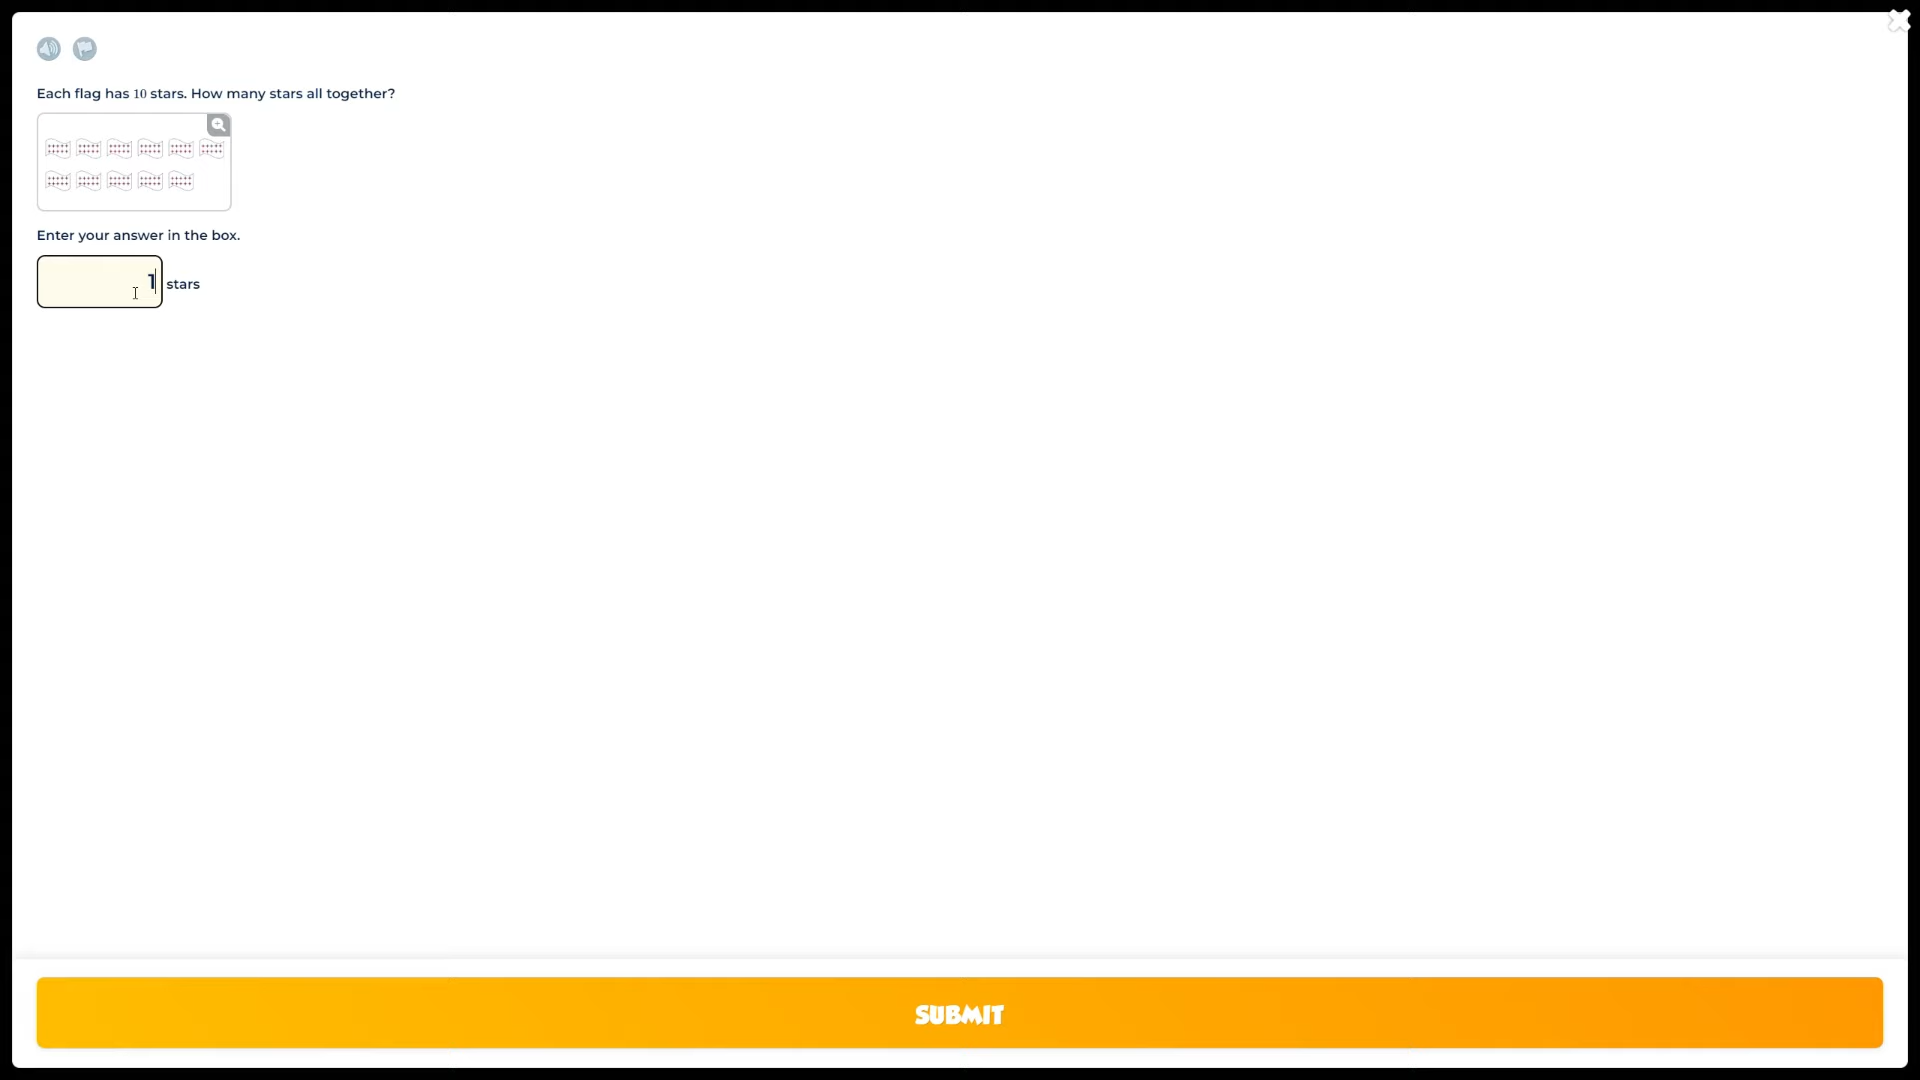 Each flag has 10 stars. How many stars all together?
Enter your answer in the box.
1 stars
SUBMIT